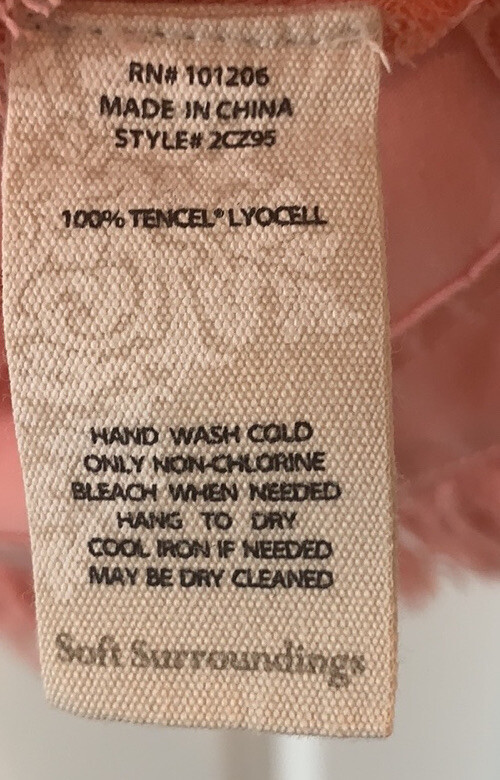 RN# 101206
MADE IN CHINA
STYLE# 2CZ95
100% TENCEL® LYOCELL
HAND WASH COLD
ONLY NON-CHLORINE
BLEACH WHEN NEEDED
HANG TO DRY
COOL IRON IF NEEDED
MAY BE DRY CLEANED
Soft Surroundings